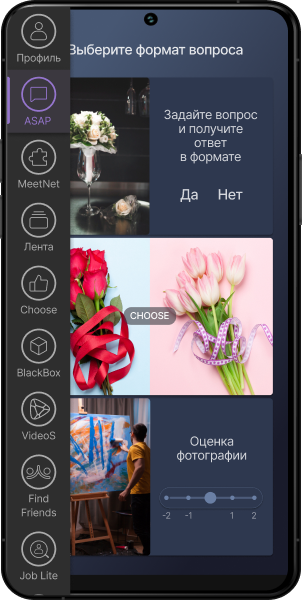 Выберите формат вопроса
Профиль
ASAP
MeetNet
Лента
Choose
BlackBox
VideoS
Find
Friends
Job Lite
Задайте вопрос
и получите
ответ
в формате
Да Нет
CHOOSE
Оценка
фотографии
-2 -1 1 2